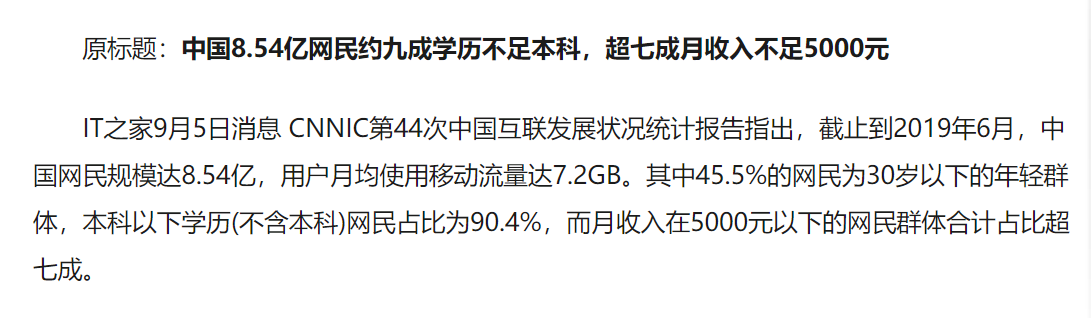 原标题：中国8.54亿网民约九成学历不足本科，超七成月收入不足5000元
IT之家9月5日消息 CNNIC第44次中国互联发展状况统计报告指出，截止到2019年6月，中
国网民规模达8.54亿，用户月均使用移动流量达7.2GB。其中45.5%的网民为30岁以下的年轻群
体，本科以下学历(不含本科)网民占比为90.4%，而月收入在5000元以下的网民群体合计占比超
七成。